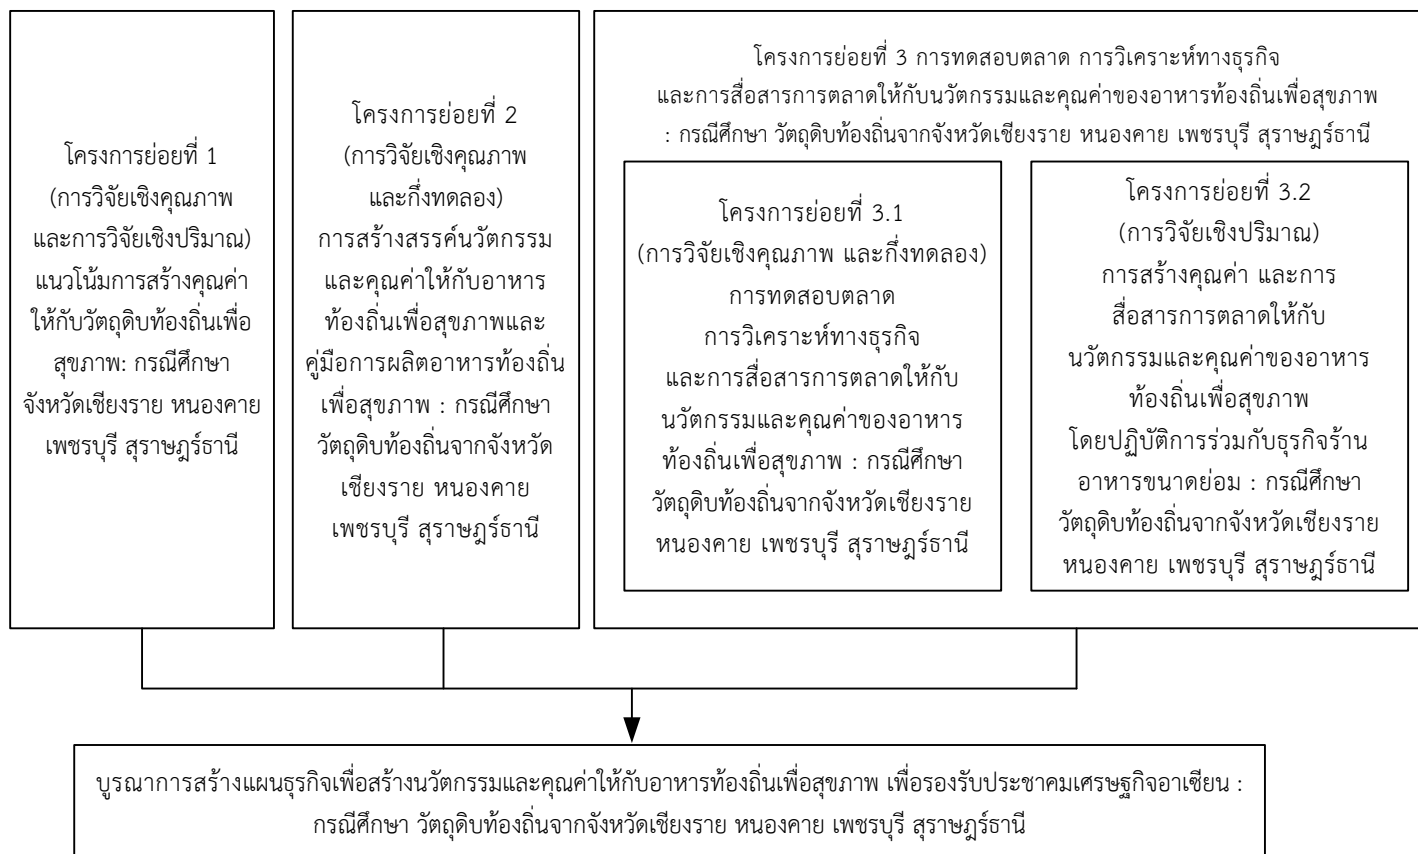 โครงการย่อยที่ 1
(การวิจัยเชิงคุณภาพ
และการวิจัยเชิงปริมาณ)
แนวโน้มการสร้างคุณค่า
ให้กับวัตถุดิบท้องถิ่นเพื่อ
สุขภาพ: กรณีศึกษา
จังหวัดเชียงราย หนองคาย
เพชรบุรี สุราษฎร์ธานี
โครงการย่อยที่ 2
(การวิจัยเชิงคุณภาพ
และกึ่งทดลอง)
การสร้างสรรค์นวัตกรรม
และคุณค่าให้กับอาหาร
ท้องถิ่นเพื่อสุขภาพและ
คู่มือการผลิตอาหารท้องถิ่น
เพื่อสุขภาพ : กรณีศึกษา
วัตถุดิบท้องถิ่นจากจังหวัด
เชียงราย หนองคาย
เพชรบุรี สุราษฎร์ธานี
โครงการย่อยที่ 3 การทดสอบตลาด การวิเคราะห์ทางธุรกิจ
และการสื่อสารการตลาดให้กับนวัตกรรมและคุณค่าของอาหารท้องถิ่นเพื่อสุขภาพ
: กรณีศึกษา วัตถุดิบท้องถิ่นจากจังหวัดเชียงราย หนองคาย เพชรบุรี สุราษฎร์ธานี
โครงการย่อยที่ 3.1
(การวิจัยเชิงคุณภาพ และกึ่งทดลอง)
การทดสอบตลาด
การวิเคราะห์ทางธุรกิจ
และการสื่อสารการตลาดให้กับ
นวัตกรรมและคุณค่าของอาหาร
ท้องถิ่นเพื่อสุขภาพ : กรณีศึกษา
วัตถุดิบท้องถิ่นจากจังหวัดเชียงราย
หนองคาย เพชรบุรี สุราษฎร์ธานี
โครงการย่อยที่ 3.2
(การวิจัยเชิงปริมาณ)
การสร้างคุณค่า และการ
สื่อสารการตลาดให้กับ
นวัตกรรมและคุณค่าของอาหาร
ท้องถิ่นเพื่อสุขภาพ
โดยปฏิบัติการร่วมกับธุรกิจร้าน
อาหารขนาดย่อม : กรณีศึกษา
วัตถุดิบท้องถิ่นจากจังหวัดเชียงราย
หนองคาย เพชรบุรี สุราษฎร์ธานี
บูรณาการสร้างแผนธุรกิจเพื่อสร้างนวัตกรรมและคุณค่าให้กับอาหารท้องถิ่นเพื่อสุขภาพ เพื่อรองรับประชาคมเศรษฐกิจอาเซียน :
กรณีศึกษา วัตถุดิบท้องถิ่นจากจังหวัดเชียงราย หนองคาย เพชรบุรี สุราษฎร์ธานี